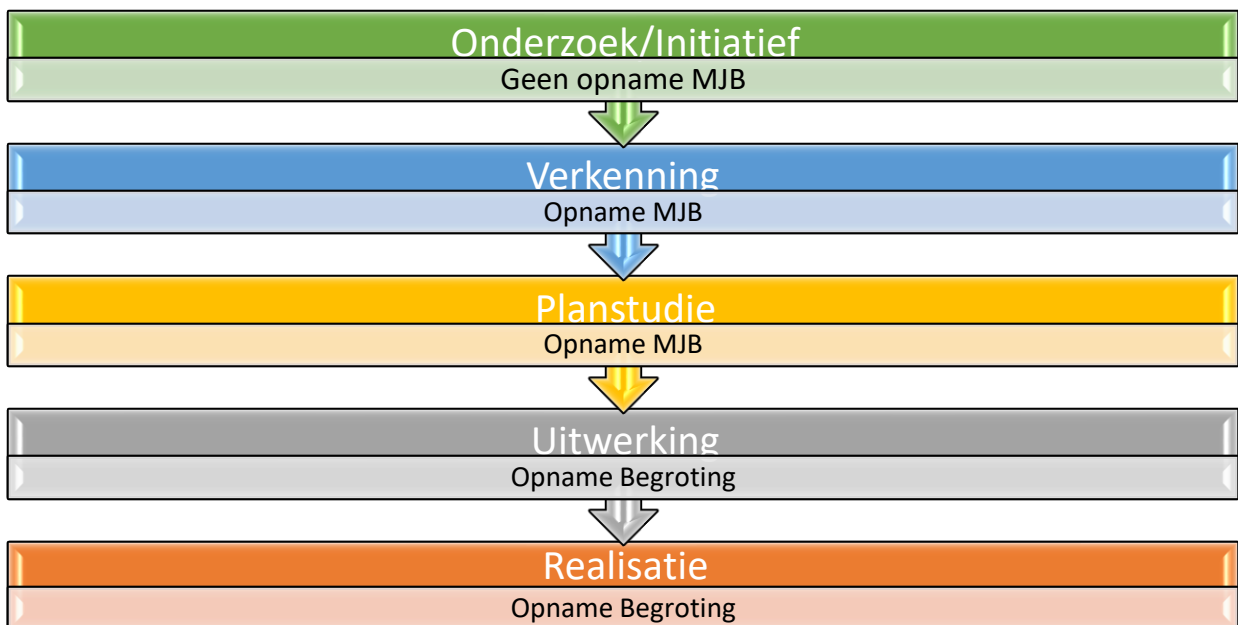 Onderzoek/Initiatief
Geen opname MJB
Verkenning
Opname MJB
Planstudie
Opname MJB
Uitwerking
Opname Begroting
Realisatie
Opname Begroting